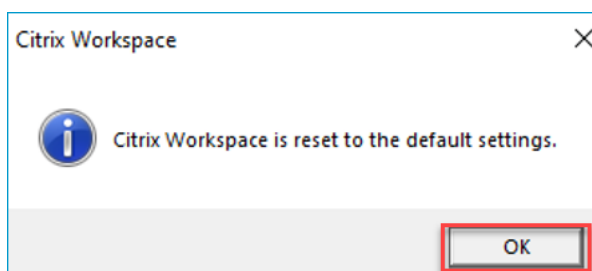 Citrix Workspace
Citrix Workspace is reset to the default settings.
OK